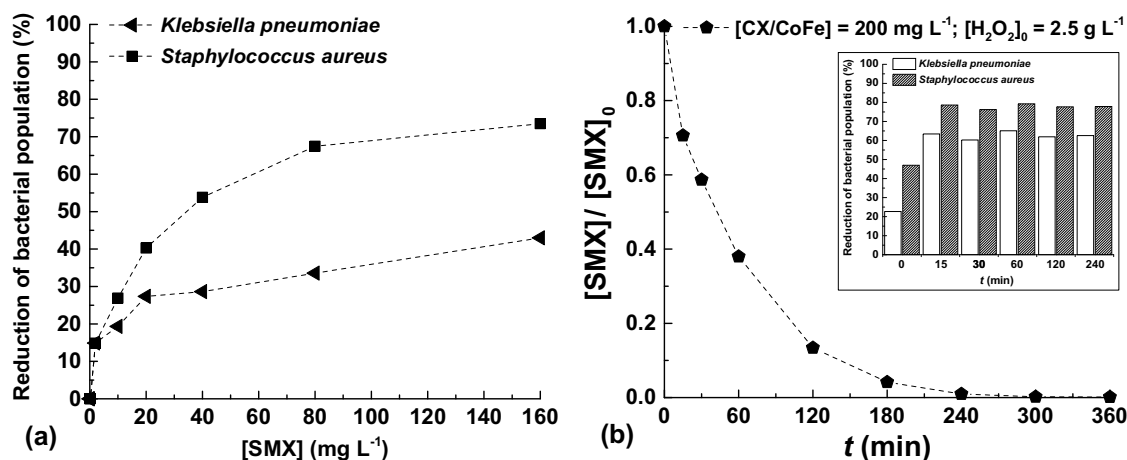 Klebsiella pneumoniae
Staphylococcus aureus
Reduction of bacterial population (%)
100
90
80
70
60
50
40
30
20
10
0
0 20 40 60 80 100 120 140 160
[SMX] (mg L-1)
(a)
[CX/CoFe] = 200 mg L-1; [H2O2]0 = 2.5 g L-1
[SMX]/ [SMX]0
1.0
0.8
0.6
0.4
0.2
0.0
0 60 120 180 240 300 360
t (min)
(b)
Klebsiella pneumoniae
Staphylococcus aureus
Reduction of bacterial population (%)
100
90
80
70
60
50
40
30
20
10
0
0 15 30 60 120 240
t (min)